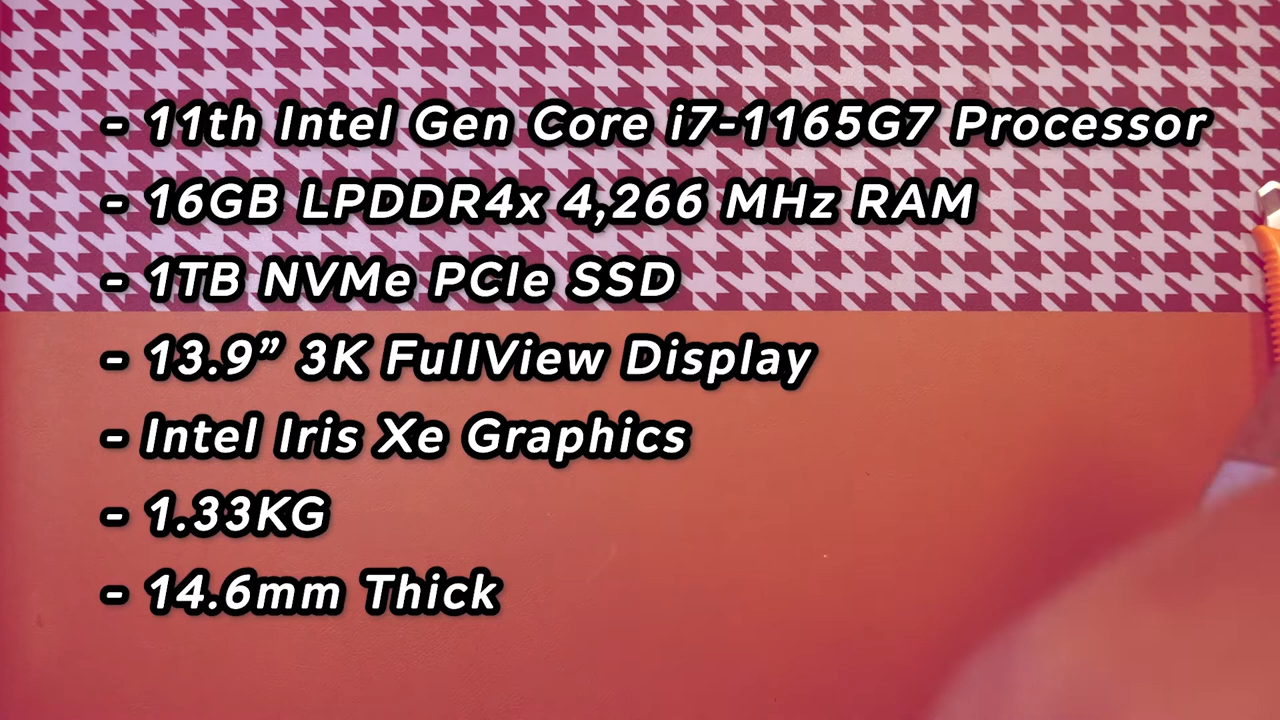 - 11th Intel Gen Core i7-1165G7 Processor
- 16GB LPDDR4x 4,266 MHz RAM
- 1TB NVMe PCIe SSD
- 13.9” 3K FullView Display
- Intel Iris Xe Graphics
- 1.33KG
- 14.6mm Thick